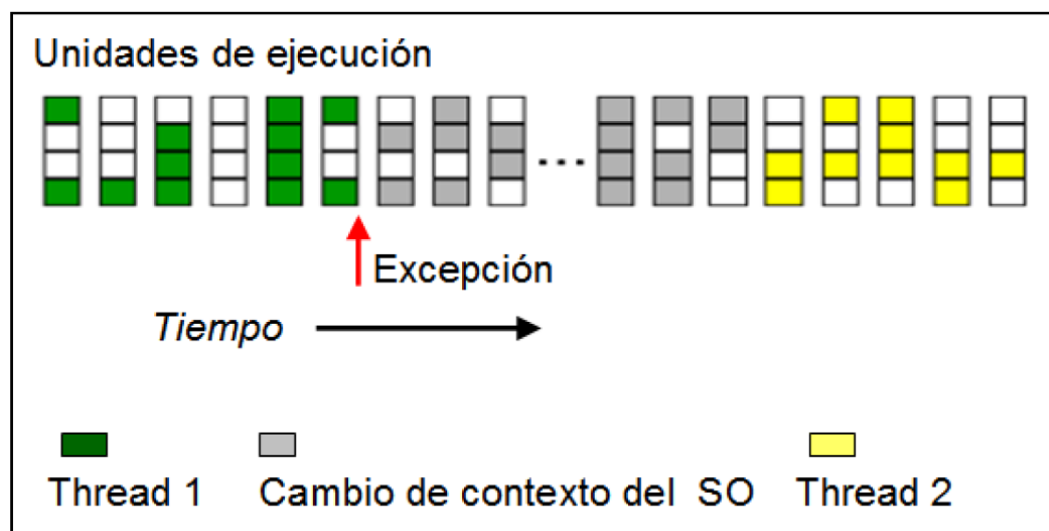 Unidades de ejecución
...
Excepción
Tiempo
Thread 1 Cambio de contexto del SO Thread 2